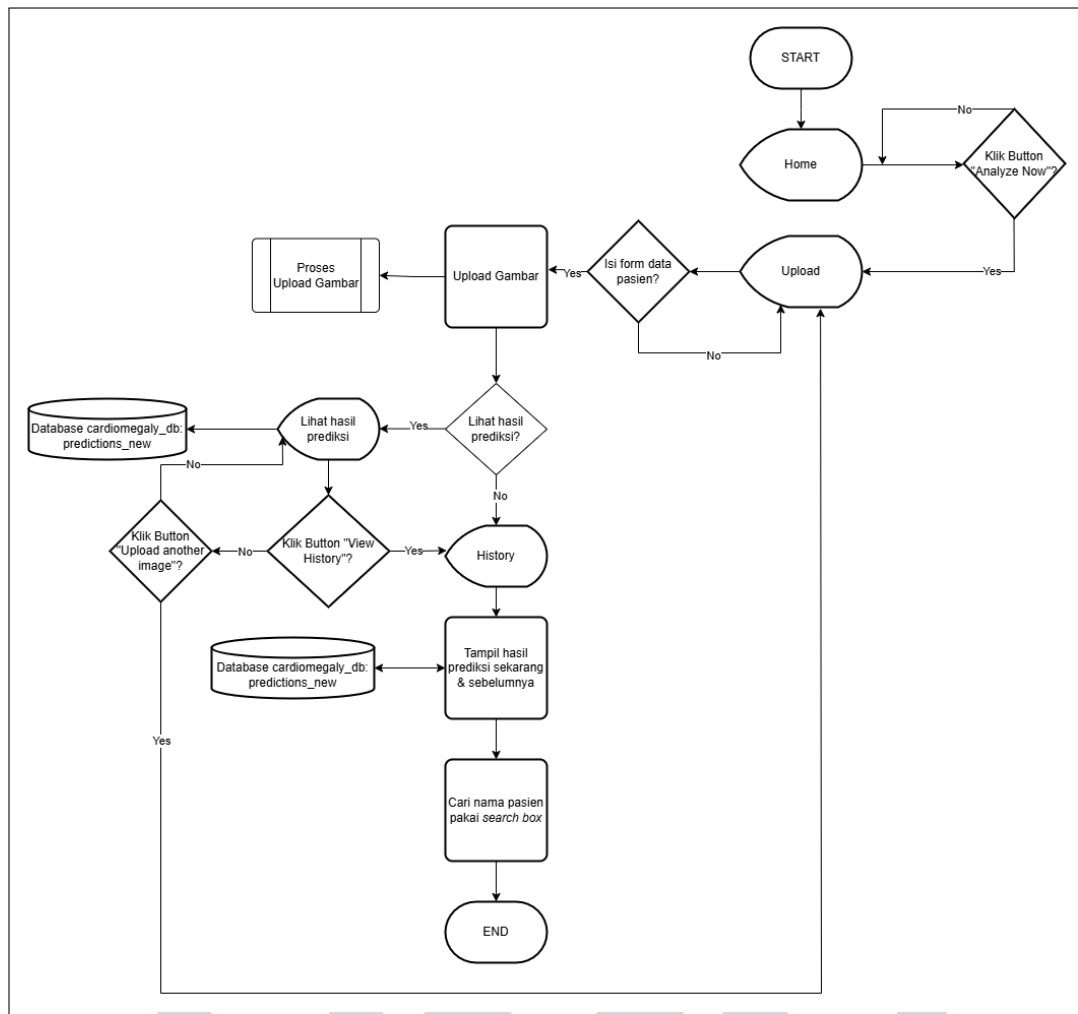 START
No
Home
Klik Button
"Analyze Now"?
Yes
Upload
Isi form data
pasien?
No
Yes
Upload Gambar
Proses
Upload Gambar
Lihat hasil
prediksi?
Yes
Lihat hasil
prediksi
Database cardiomegaly_db:
predictions_new
No
No
Klik Button "View
History"?
Yes
History
No
Klik Button
"Upload another
image"?
Yes
Tampil hasil
prediksi sekarang
& sebelumnya
Database cardiomegaly_db:
predictions_new
Cari nama pasien
pakai search box
END